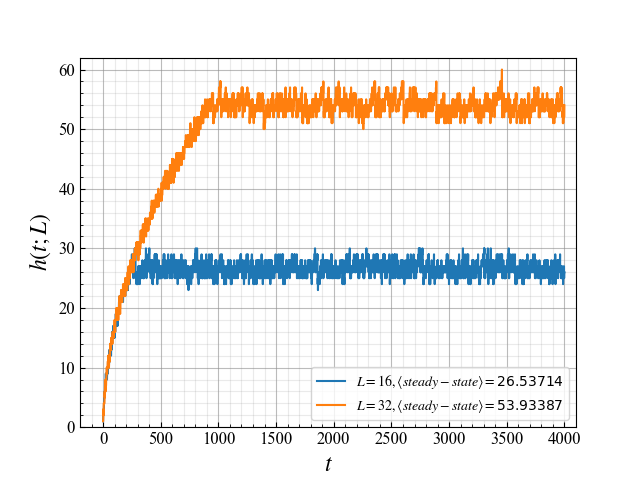 60
50
40
30
20
10
0
h(t; L)
L = 16, ⟨steady − state⟩ = 26.53714
L = 32, ⟨steady − state⟩ = 53.93387
0 500 1000 1500 2000 2500 3000 3500 4000
t